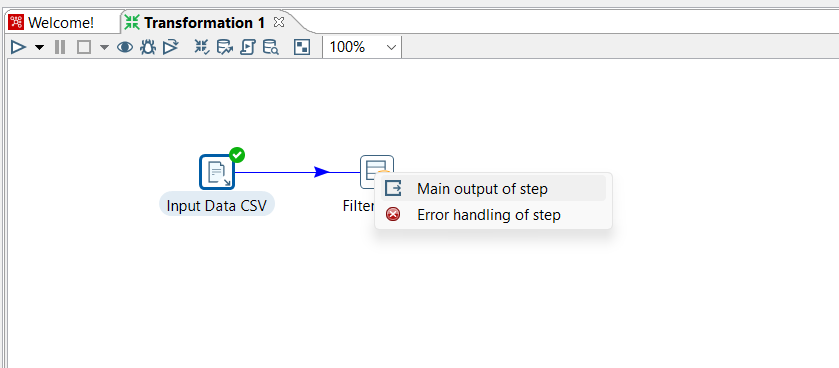 Welcome!
Transformation 1
100%
Input Data CSV
Filter
Main output of step
Error handling of step